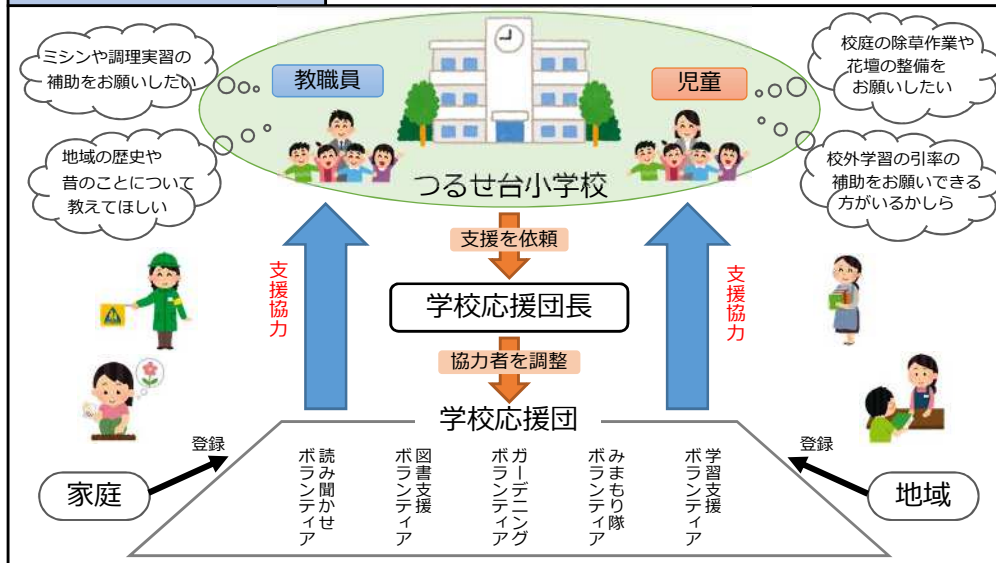 ミシンや調理実習の
補助をお願いしたい
教職員
児童
校庭の除草作業や
花壇の整備を
お願いしたい
地域の歴史や
昔のことについて
教えてほしい
校外学習の引率の
補助をお願いできる
方がいるかしら
つるせ台小学校
支援を依頼
支援協力
支援協力
学校応援団長
協力者を調整
学校応援団
登録
登録
家庭
地域
読み聞かせ
ボランティア
図書支援
ボランティア
ガーデニング
ボランティア
みまもり隊
ボランティア
学習支援
ボランティア